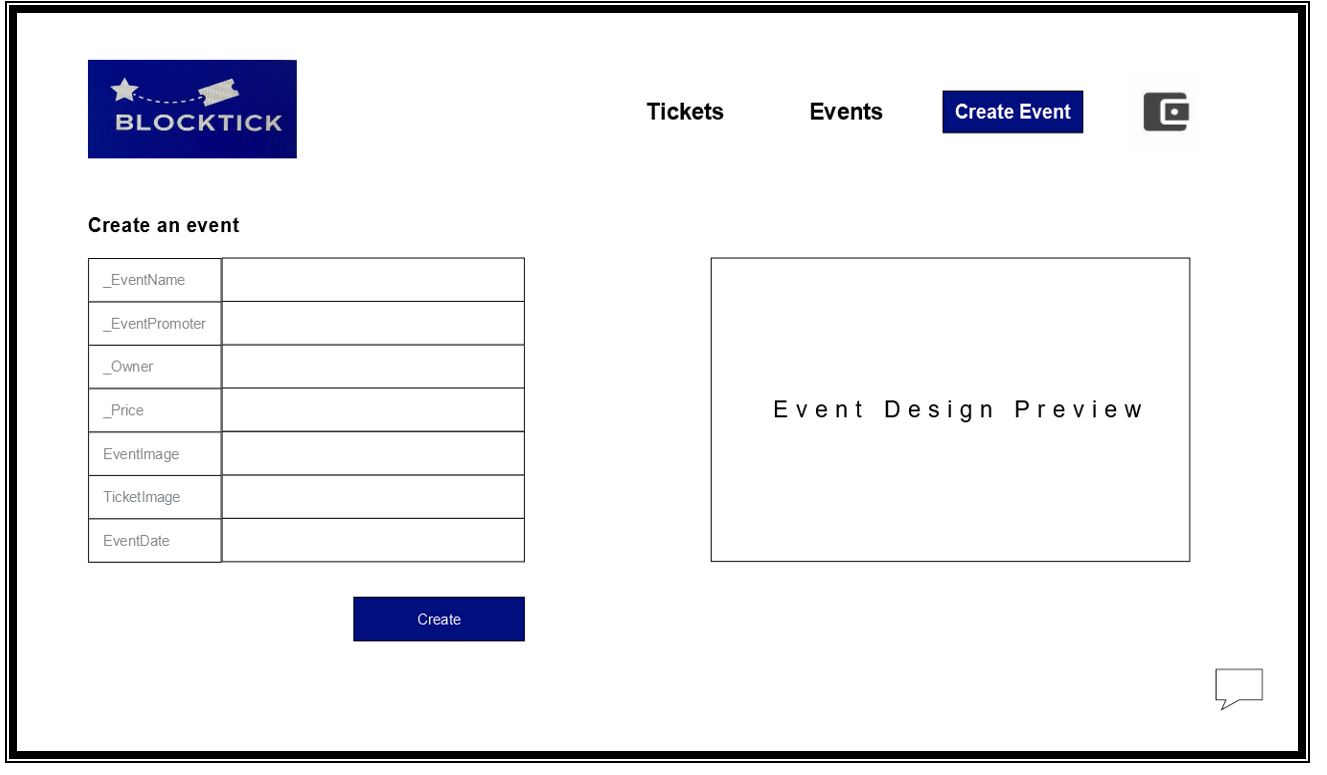 BLOCKTICK
Tickets
Events
Create Event
Create an event
_EventName
_EventPromoter
_Owner
_Price
EventImage
TicketImage
EventDate
Event Design Preview
Create